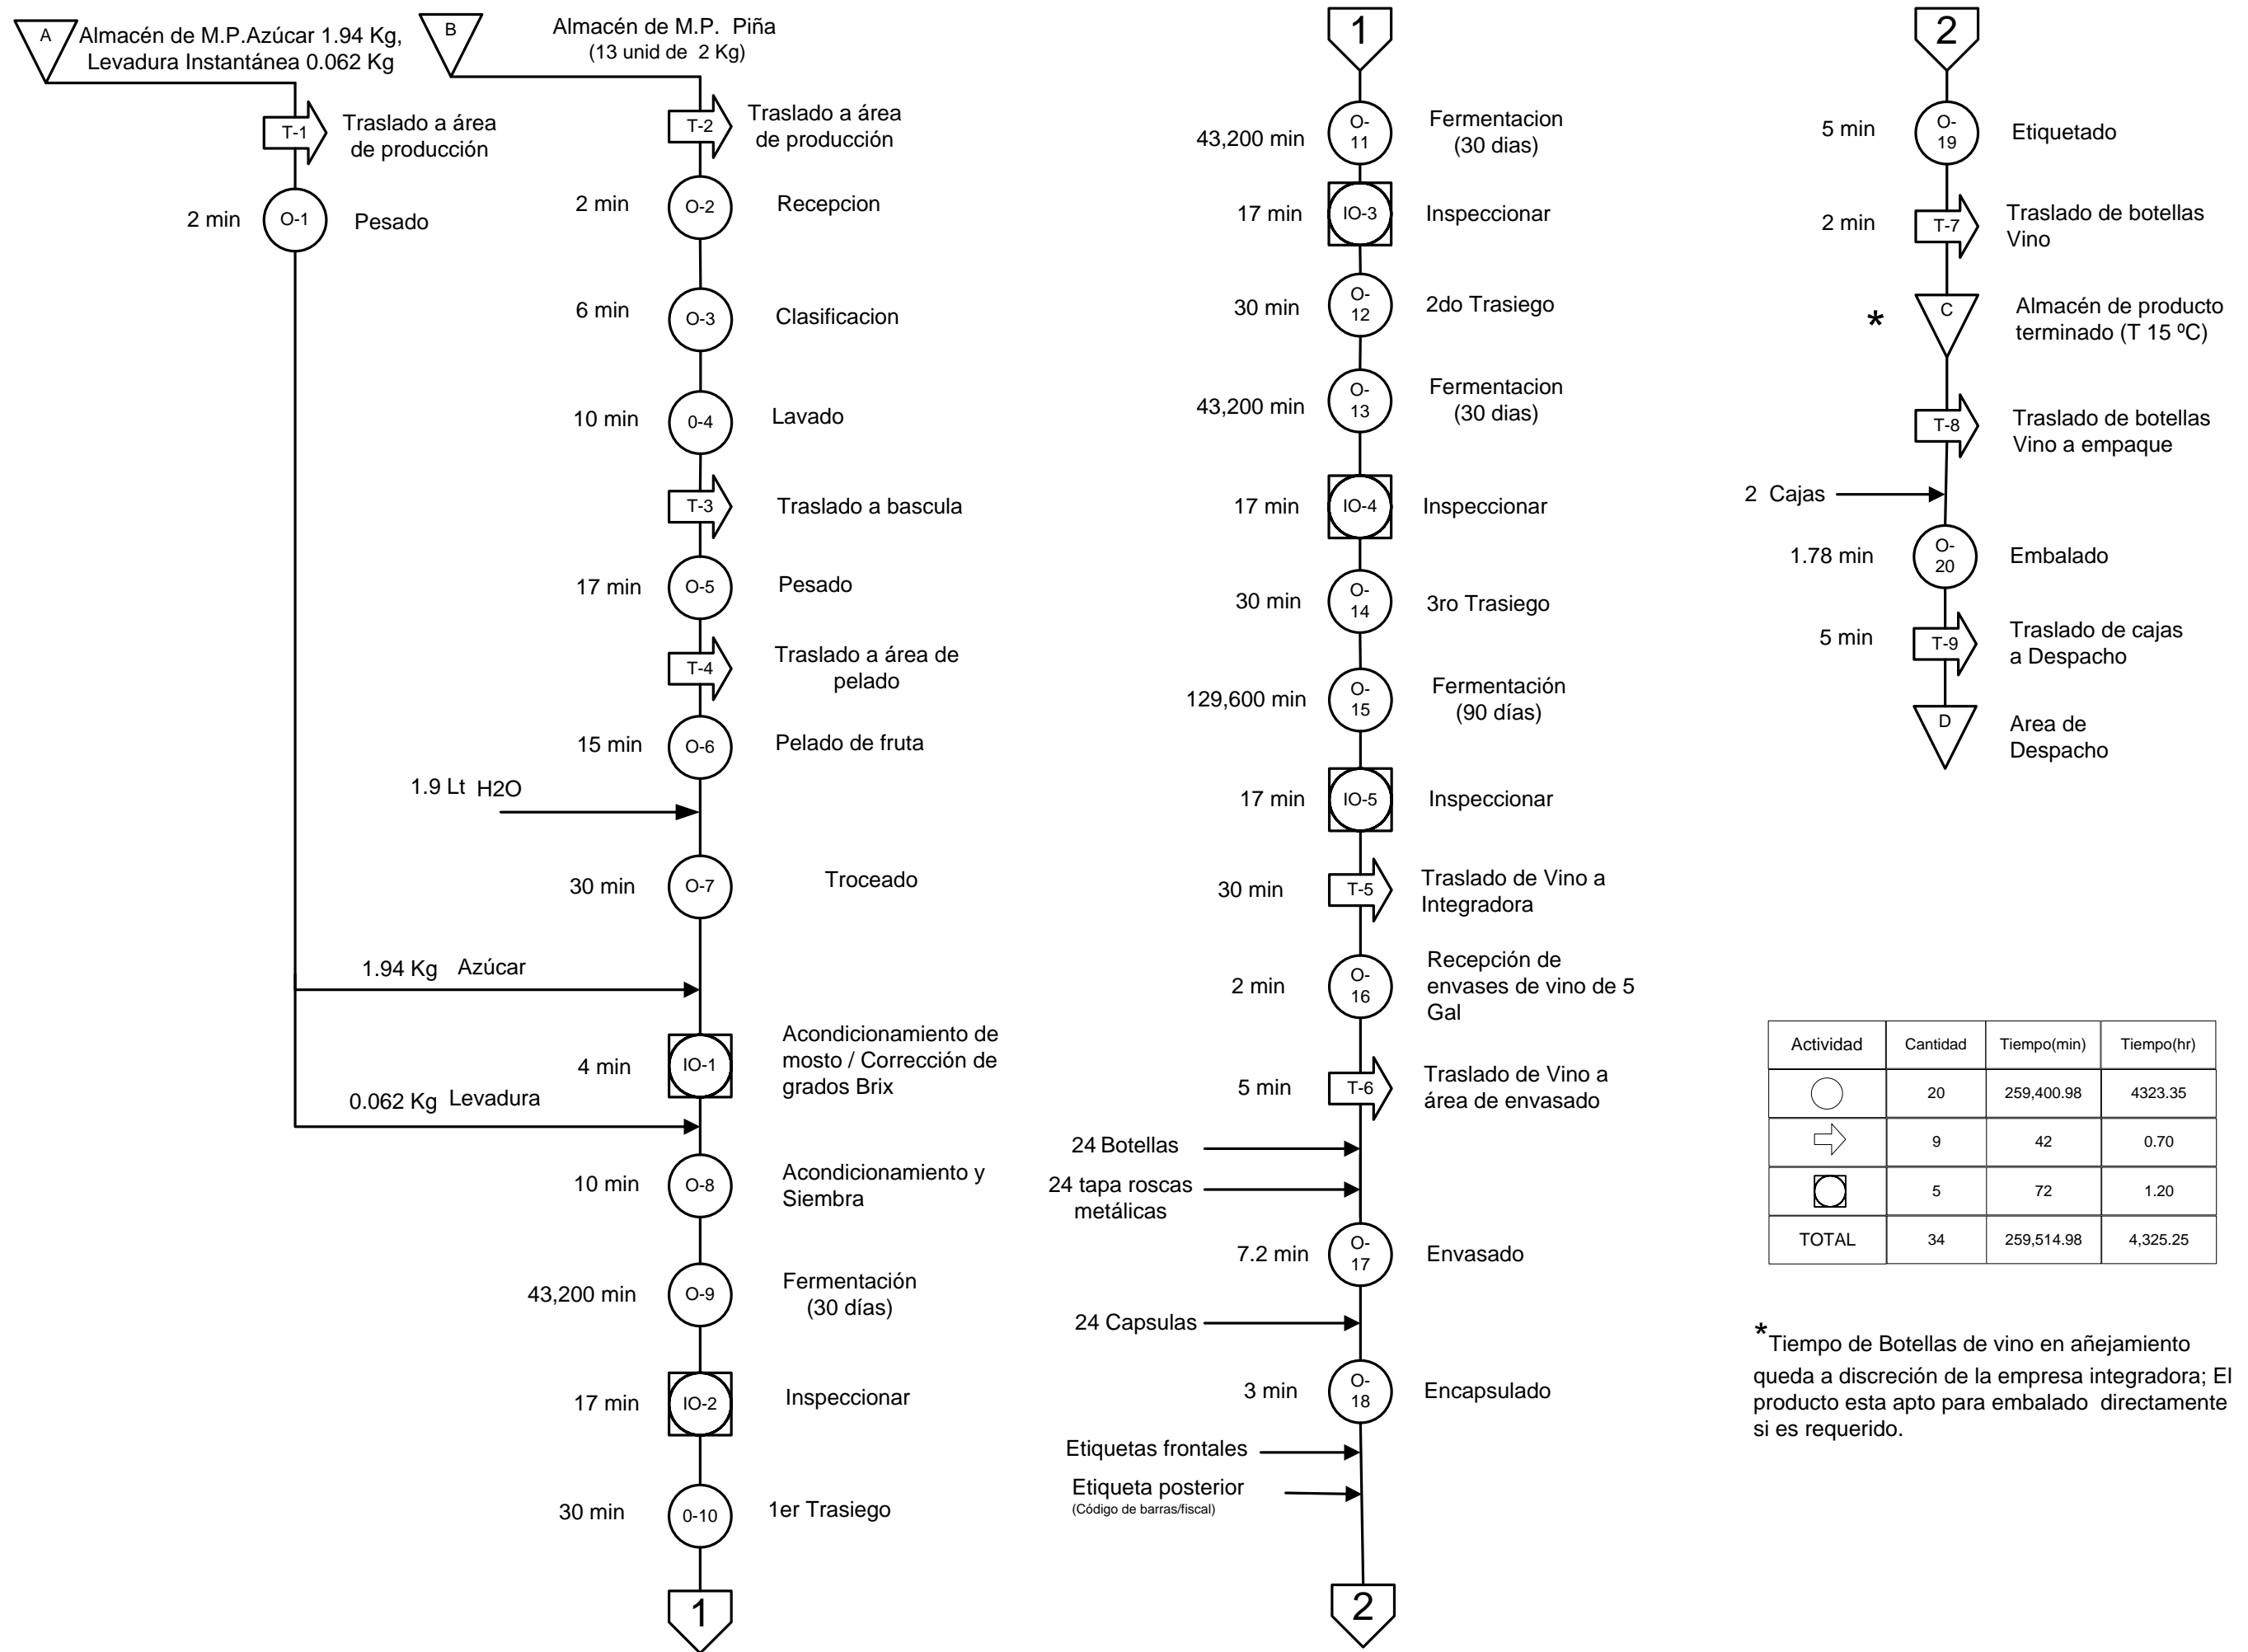 A
Almacén de M.P.Azúcar 1.94 Kg,
Levadura Instantánea 0.062 Kg
T-1
Traslado a área
de producción
2 min
O-1
Pesado
B
Almacén de M.P. Piña
(13 unid de 2 Kg)
T-2
Traslado a área
de producción
2 min
O-2
Recepcion
6 min
O-3
Clasificacion
10 min
0-4
Lavado
T-3
Traslado a bascula
17 min
O-5
Pesado
T-4
Traslado a área de
pelado
15 min
O-6
Pelado de fruta
1.9 Lt H2O
30 min
O-7
Troceado
1.94 Kg Azúcar
4 min
IO-1
Acondicionamiento de
mosto / Corrección de
grados Brix
0.062 Kg Levadura
10 min
O-8
Acondicionamiento y
Siembra
43,200 min
O-9
Fermentación
(30 días)
17 min
IO-2
Inspeccionar
30 min
0-10
1er Trasiego
1
1
43,200 min
O-
11
Fermentacion
(30 dias)
17 min
IO-3
Inspeccionar
30 min
O-
12
2do Trasiego
43,200 min
O-
13
Fermentacion
(30 dias)
17 min
IO-4
Inspeccionar
30 min
O-
14
3ro Trasiego
129,600 min
O-
15
Fermentación
(90 días)
17 min
IO-5
Inspeccionar
30 min
T-5
Traslado de Vino a
Integradora
2 min
O-
16
Recepción de
envases de vino de 5
Gal
5 min
T-6
Traslado de Vino a
área de envasado
24 Botellas
24 tapa roscas
metálicas
7.2 min
O-
17
Envasado
24 Capsulas
3 min
O-
18
Encapsulado
Etiquetas frontales
Etiqueta posterior
(Código de barras/fiscal)
2
2
5 min
O-
19
Etiquetado
2 min
T-7
Traslado de botellas
Vino
*
C
Almacén de producto
terminado (T 15 ºC)
T-8
Traslado de botellas
Vino a empaque
2 Cajas
1.78 min
O-
20
Embalado
5 min
T-9
Traslado de cajas
a Despacho
D
Area de
Despacho
Actividad Cantidad Tiempo(min) Tiempo(hr)
20 259,400.98 4323.35
9 42 0.70
5 72 1.20
TOTAL 34 259,514.98 4,325.25
*Tiempo de Botellas de vino en añejamiento
queda a discreción de la empresa integradora; El
producto esta apto para embalado directamente
si es requerido.